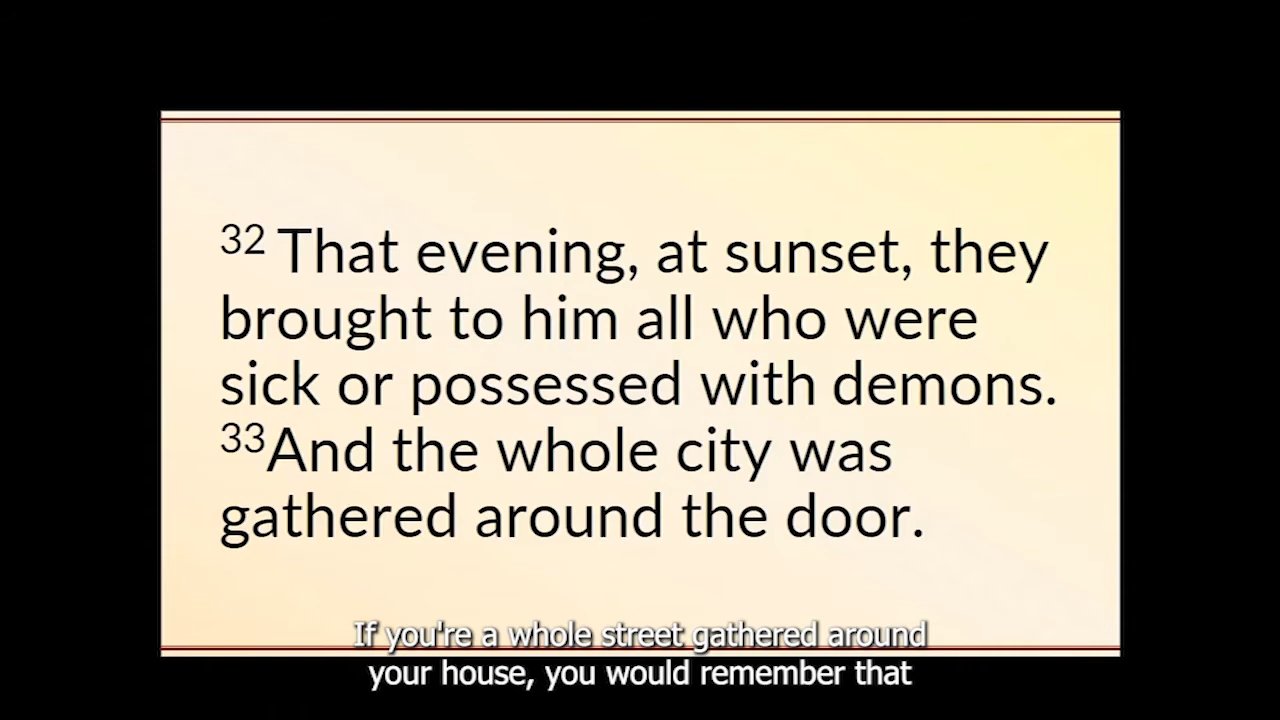 32 That evening, at sunset, they
brought to him all who were
sick or possessed with demons.
33And the whole city was
gathered around the door.
If you're a whole street gathered around
your house, you would remember that